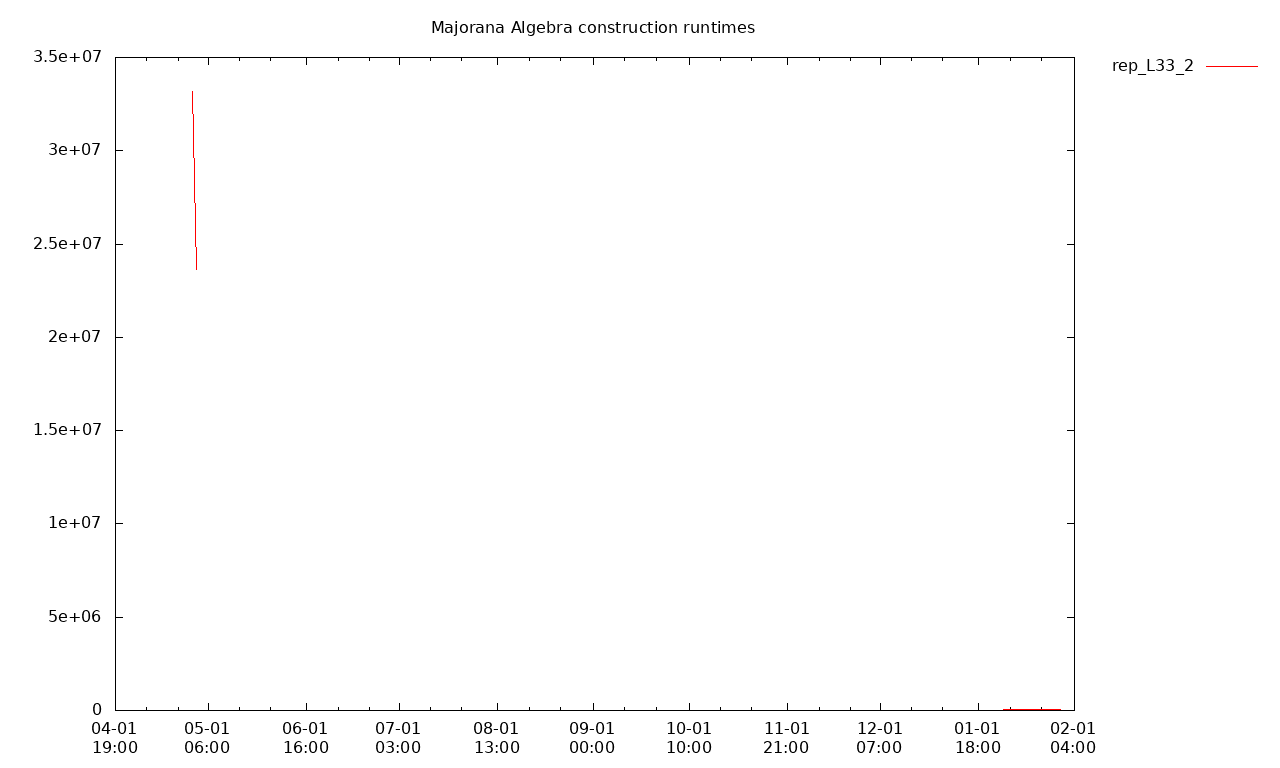 Majorana Algebra construction runtimes
rep_L33_2
3.5e+07
3e+07
2.5e+07
2e+07
1.5e+07
1e+07
5e+06
0
04-01 05-01 06-01 07-01 08-01 09-01 10-01 11-01 12-01 01-01 02-01
19:00 06:00 16:00 03:00 13:00 00:00 10:00 21:00 07:00 18:00 04:00